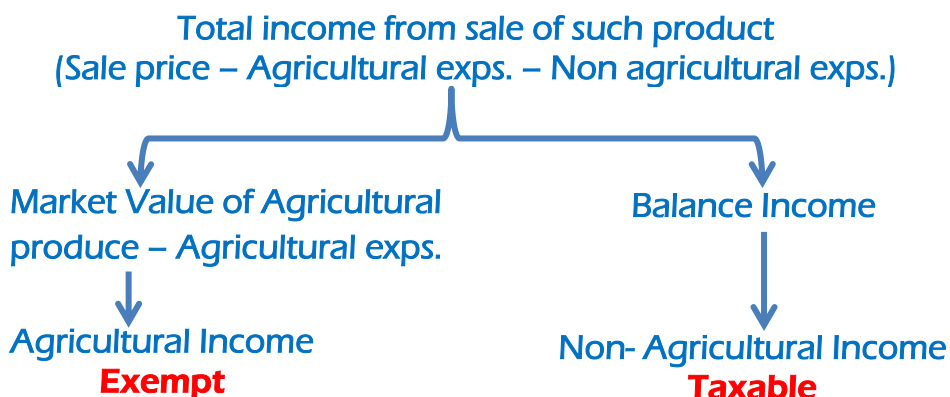 Total income from sale of such product
(Sale price – Agricultural exps. – Non agricultural exps.)
Market Value of Agricultural
produce – Agricultural exps.
Balance Income
Agricultural Income
Exempt
Non- Agricultural Income
Taxable